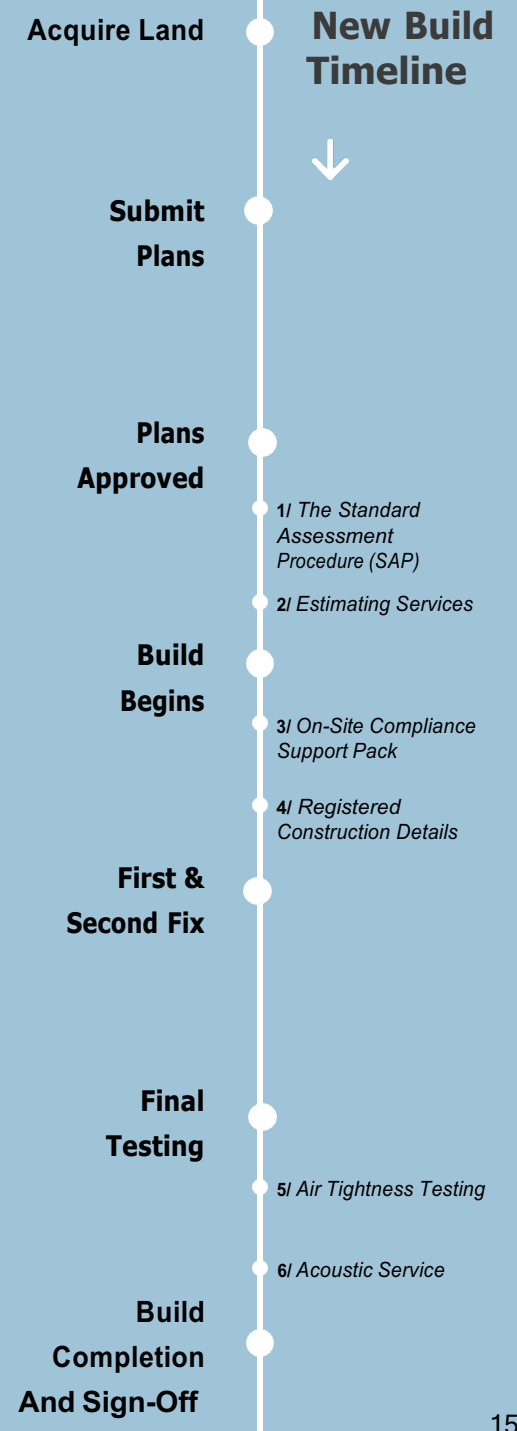 Acquire Land
New Build
Timeline
Submit
Plans
Plans
Approved
1/ The Standard
Assessment
Procedure (SAP)
2/ Estimating Services
Build
Begins
3/ On-Site Compliance
Support Pack
4/ Registered
Construction Details
First &
Second Fix
Final
Testing
5/ Air Tightness Testing
6/ Acoustic Service
Build
Completion
And Sign-Off
15